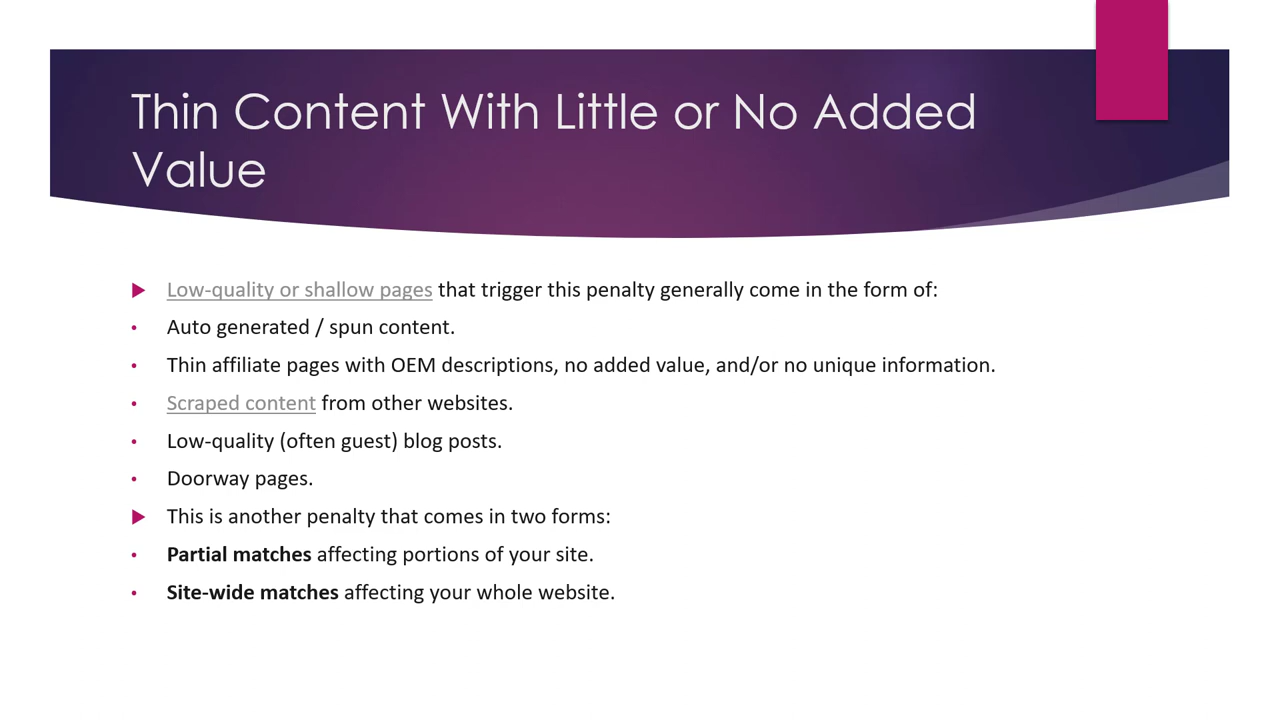 Thin Content With Little or No Added
Value
Low-quality or shallow pages that trigger this penalty generally come in the form of:
Auto generated / spun content.
Thin affiliate pages with OEM descriptions, no added value, and/or no unique information.
Scraped content from other websites.
Low-quality (often guest) blog posts.
Doorway pages.
This is another penalty that comes in two forms:
Partial matches affecting portions of your site.
Site-wide matches affecting your whole website.